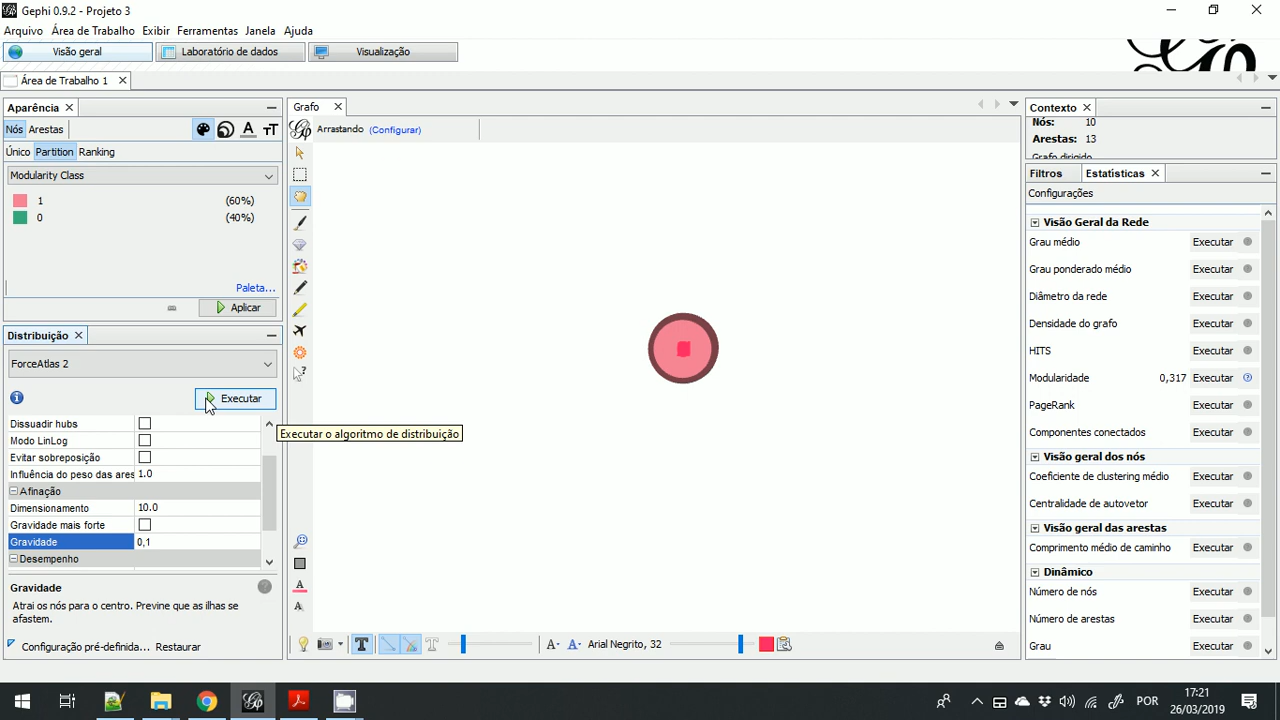 Gephi 0.9.2 - Projeto 3
Arquivo Área de Trabalho Exibir Ferramentas Janela Ajuda
Visão geral Laboratório de dados Visualização
Área de Trabalho 1
Aparência
Nós Arestas
Único Partition Ranking
Modularity Class
1 (60%)
0 (40%)
Paleta...
Aplicar
Distribuição
ForceAtlas 2
Executar
Executar o algoritmo de distribuição
Dissuadir hubs
Modo LinLog
Evitar sobreposição
Influência do peso das ares 1.0
Afinação
Dimensionamento 10.0
Gravidade mais forte
Gravidade 0,1
Desempenho
Gravidade
Atrai os nós para o centro. Previne que as ilhas se
afastem.
Configuração pré-definida... Restaurar
Grafo
Arrastando (Configurar)
Arial Negrito, 32
Contexto
Nós: 10
Arestas: 13
Grafo dirigido
Filtros Estatísticas
Configurações
Visão Geral da Rede
Grau médio Executar
Grau ponderado médio Executar
Diâmetro da rede Executar
Densidade do grafo Executar
HITS Executar
Modularidade 0,317 Executar
PageRank Executar
Componentes conectados Executar
Visão geral dos nós
Coeficiente de clustering médio Executar
Centralidade de autovetor Executar
Visão geral das arestas
Comprimento médio de caminho Executar
Dinâmico
Número de nós Executar
Número de arestas Executar
Grau Executar
POR
17:21
26/03/2019